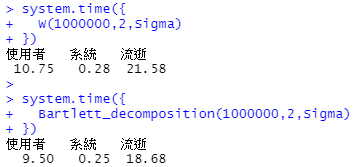 > system.time({
+   W(1000000,2,Sigma)
+ })
使用者 系統 流逝
10.75 0.28 21.58
>
> system.time({
+   Bartlett_decomposition(1000000,2,Sigma)
+ })
使用者 系統 流逝
9.50 0.25 18.68